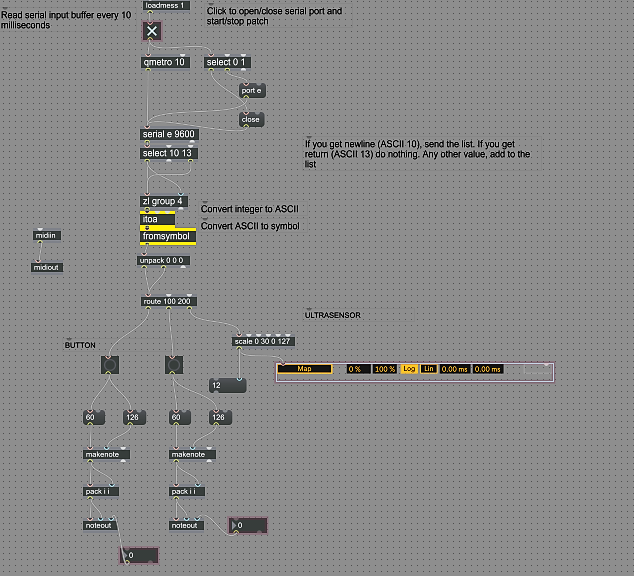 loadmess 1
Read serial input buffer every 10
milliseconds
Click to open/close serial port and
start/stop patch
qmetro 10
select 0 1
port e
close
serial e 9600
select 10 13
If you get newline (ASCII 10), send the list. If you get
return (ASCII 13) do nothing. Any other value, add to the
list
zl group 4
Convert integer to ASCII
itoa
Convert ASCII to symbol
fromsymbol
midiin
midiout
unpack 0 0 0
route 100 200
ULTRASENSOR
BUTTON
scale 0 30 0 127
Map 0 % 100 % Log Lin 0.00 ms 0.00 ms
12
60 126 60 126
makenote makenote
pack i i pack i i
noteout noteout 0
0